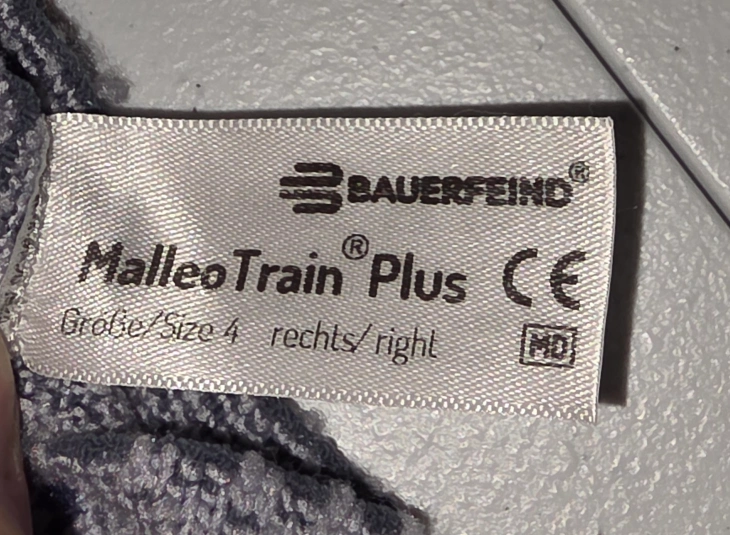 BAUERFEIND®
MalleoTrain® Plus CE
Größe/Size 4 rechts/right MD